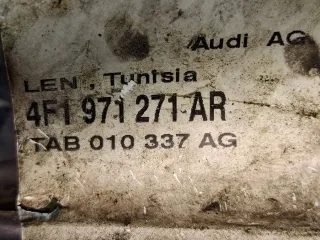 Audi AG
LEN . Tunisia
4F1 971 271 AR
TAB 010 337 AG